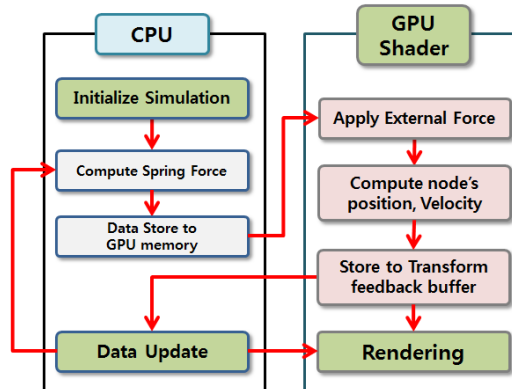 CPU
Initialize Simulation
Compute Spring Force
Data Store to
GPU memory
Data Update
GPU
Shader
Apply External Force
Compute node's
position, Velocity
Store to Transform
feedback buffer
Rendering